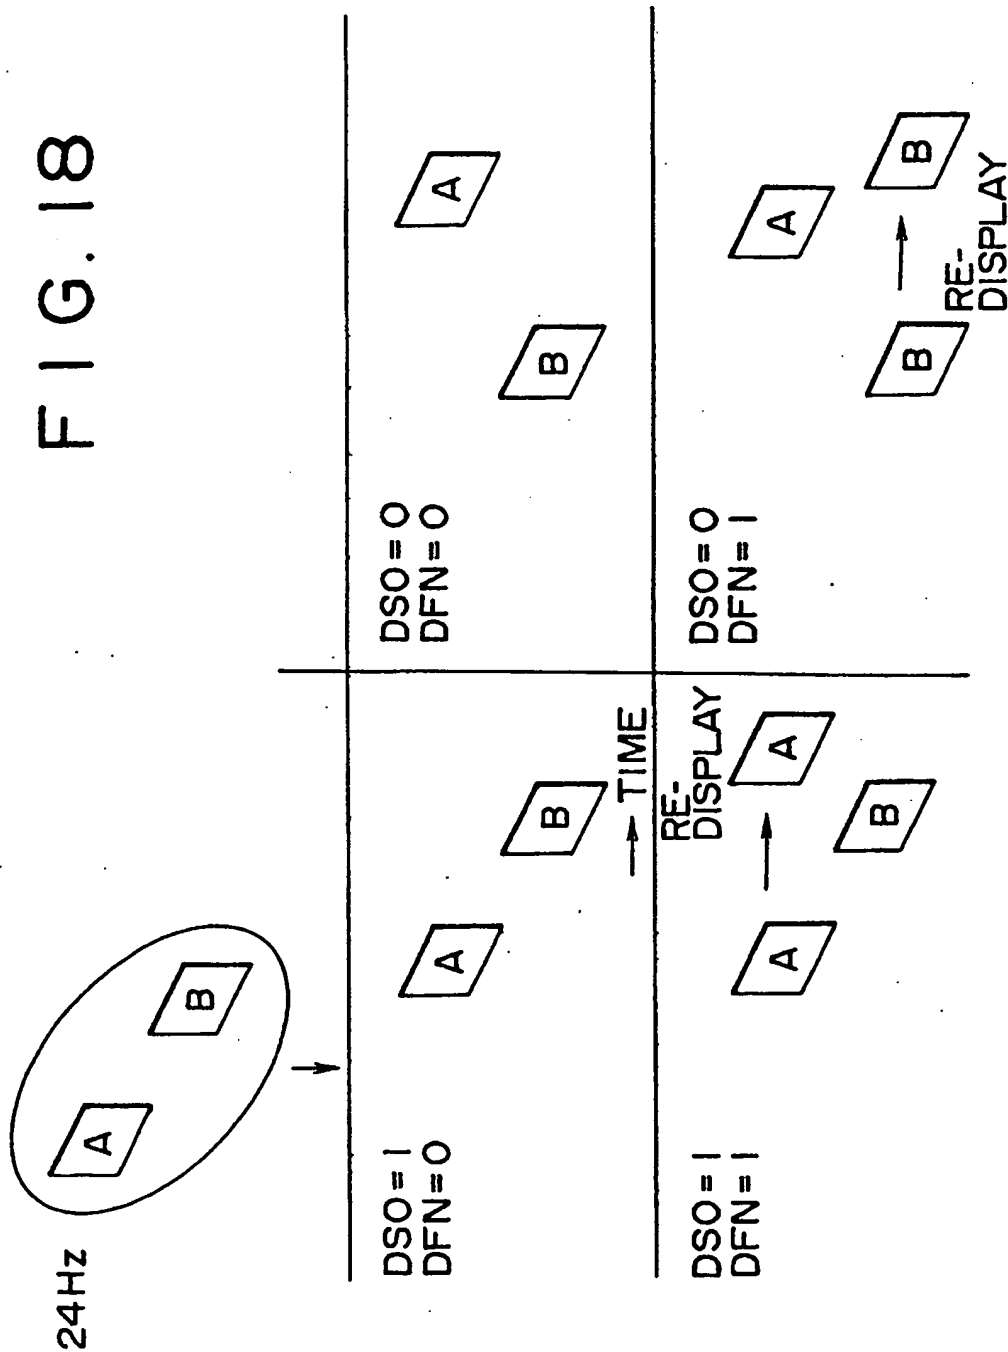 FIG. 18
24Hz
A
B
DSO=1
DFN=0
A
B
TIME
DSO=0
DFN=0
B
A
DSO=1
DFN=1
A
RE-
DISPLAY
A
B
DSO=0
DFN=1
B
A
B
RE-
DISPLAY